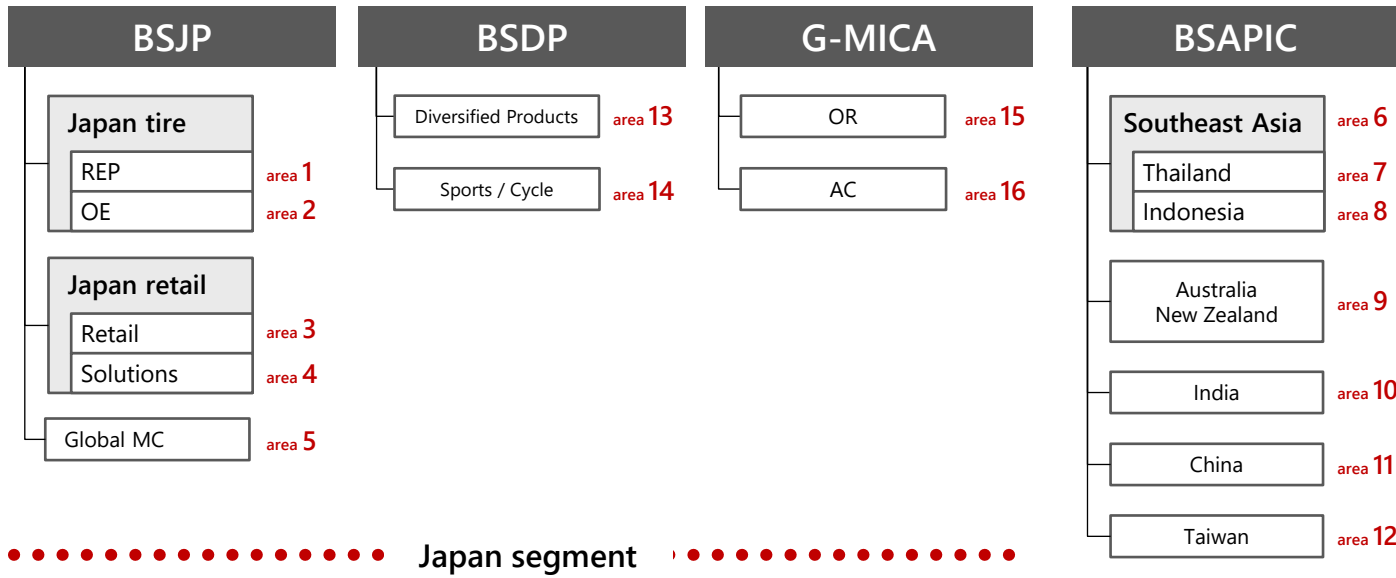 BSJP
Japan tire
REP area 1
OE area 2
Japan retail
Retail area 3
Solutions area 4
Global MC area 5
BSDP
Diversified Products area 13
Sports / Cycle area 14
G-MICA
OR area 15
AC area 16
BSAPIC
Southeast Asia area 6
Thailand area 7
Indonesia area 8
Australia
New Zealand area 9
India area 10
China area 11
Taiwan area 12
Japan segment